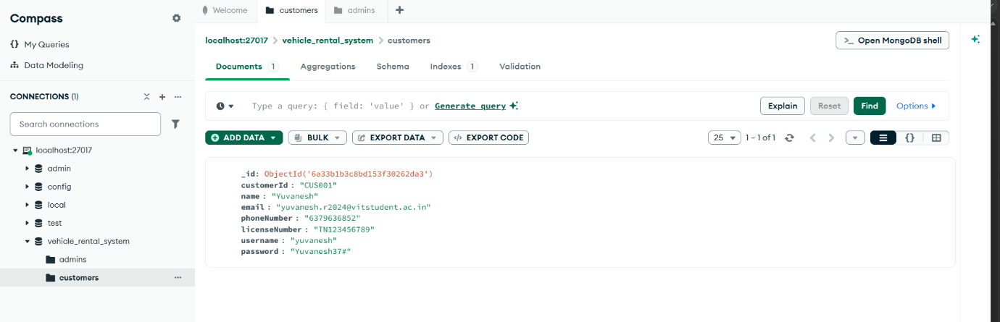 Compass
My Queries
Data Modeling
CONNECTIONS (1)
Search connections
localhost:27017
admin
config
local
test
vehicle_rental_system
admins
customers
Welcome
customers
admins
localhost:27017 > vehicle_rental_system > customers
>_ Open MongoDB shell
Documents 1 Aggregations Schema Indexes 1 Validation
Type a query: { field: 'value' } or Generate query
Explain Reset Find Options
ADD DATA BULK EXPORT DATA </> EXPORT CODE
25 1 – 1 of 1 {}
_id: ObjectId('6a33b1b3c8bd153f30262da3')
customerId : "CUS001"
name : "Yuvanesh"
email : "yuvanesh.r2024@vitstudent.ac.in"
phoneNumber : "6379636852"
licenseNumber : "TN123456789"
username : "yuvanesh"
password : "Yuvanesh37#"